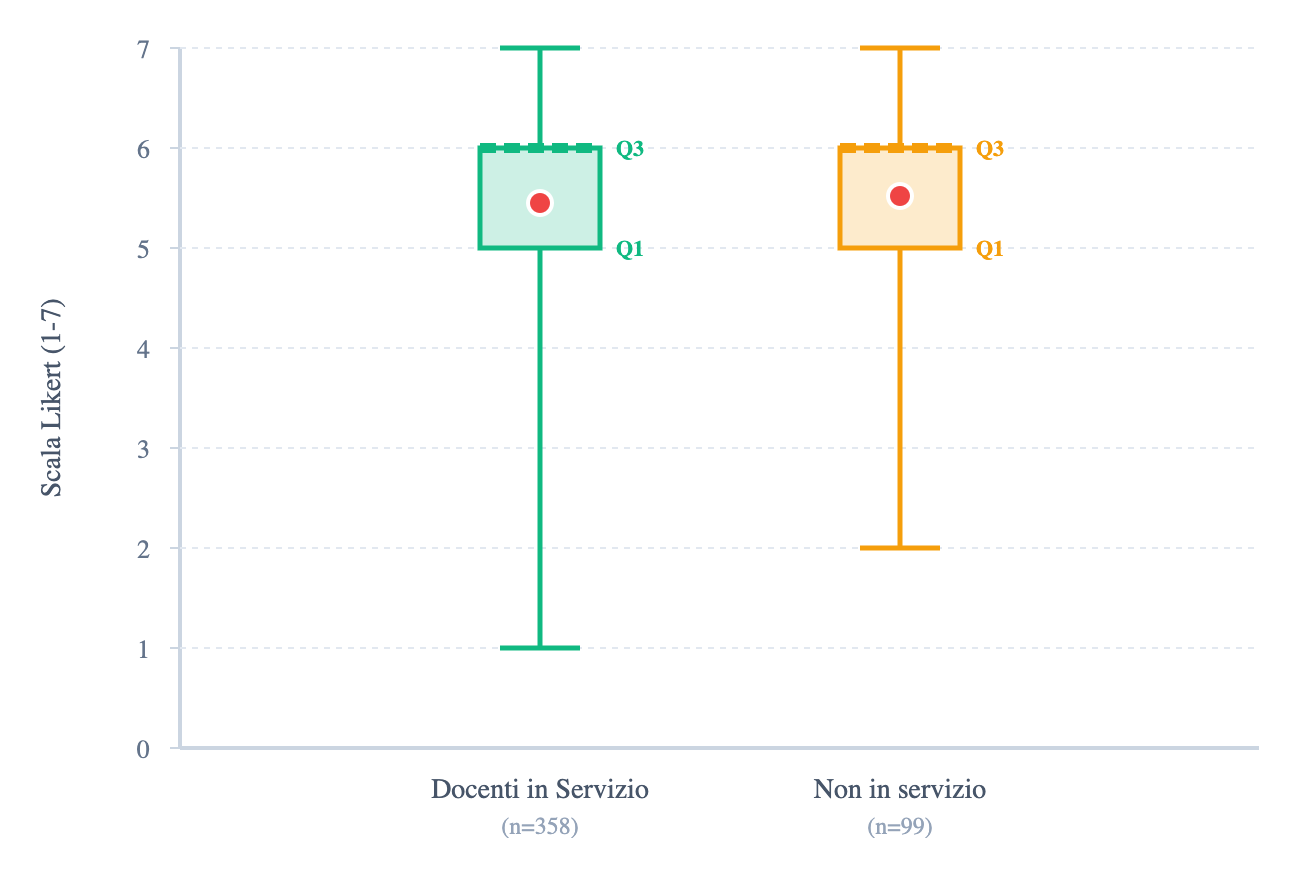 7
6
5
4
3
2
1
0
Scala Likert (1-7)
Q3
Q1
Q3
Q1
Docenti in Servizio
(n=358)
Non in servizio
(n=99)